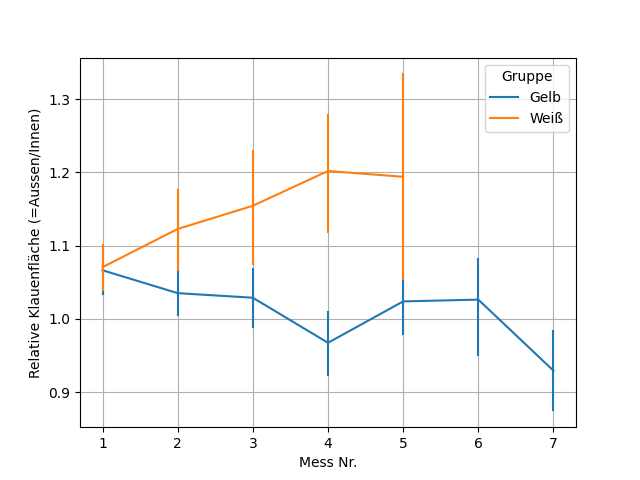 Gruppe
Gelb
Weiß
1.3
1.2
1.1
1.0
0.9
Relative Klauenfläche (=Aussen/Innen)
1 2 3 4 5 6 7
Mess Nr.